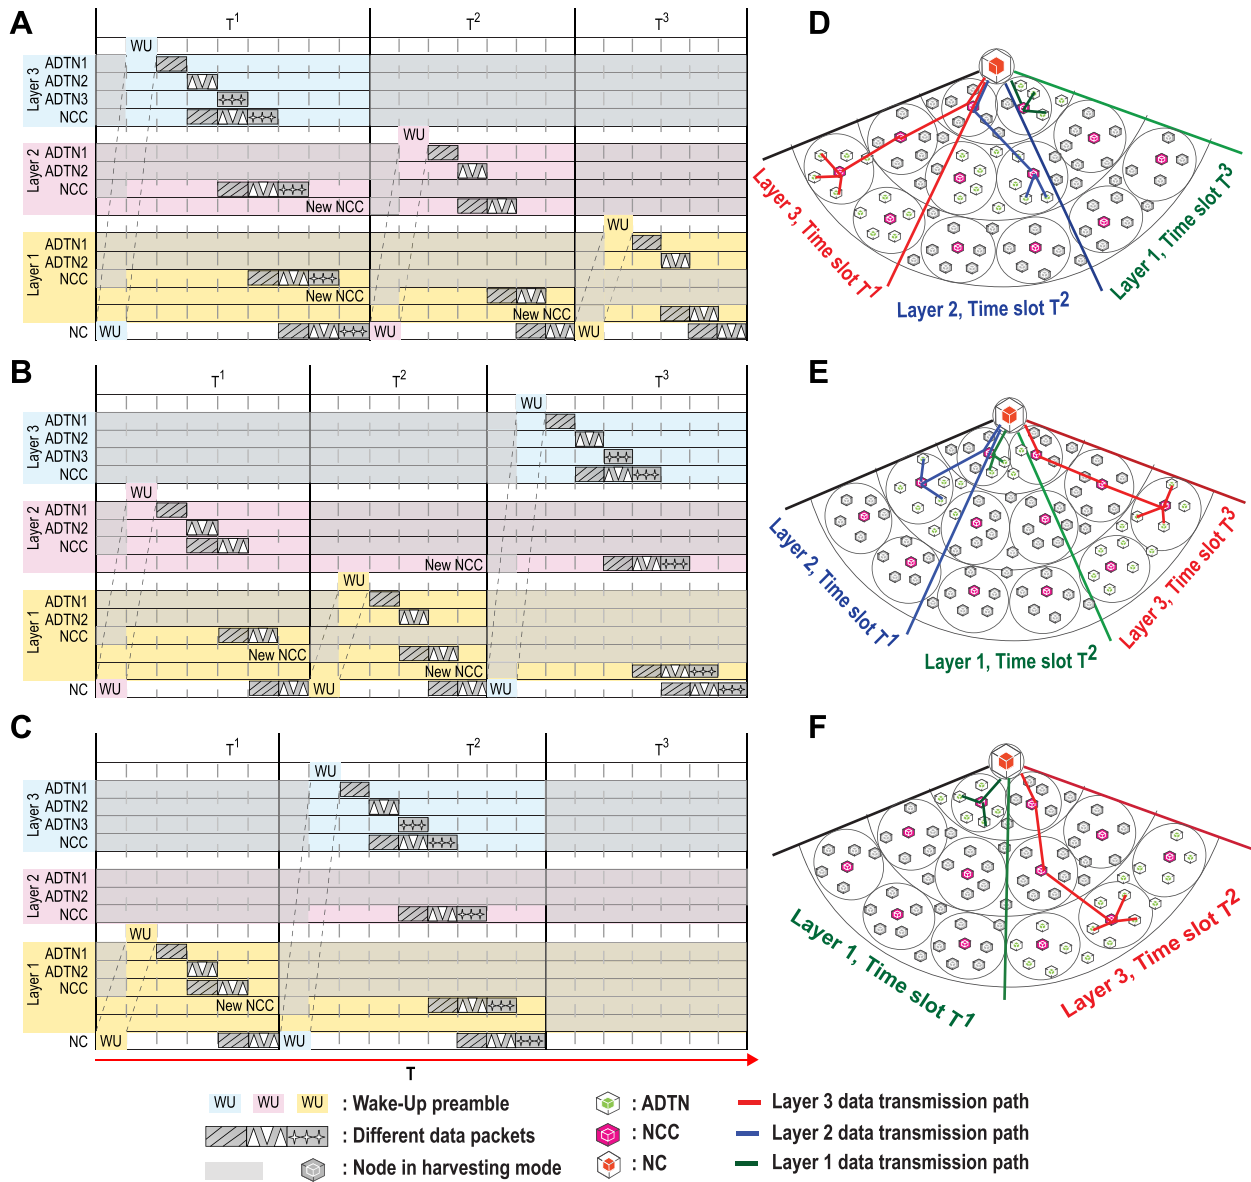 A
T1
T2
T3
WU
Layer 3
ADTN1
ADTN2
ADTN3
NCC
WU
Layer 2
ADTN1
ADTN2
NCC
New NCC
WU
Layer 1
ADTN1
ADTN2
NCC
New NCC
New NCC
NC
WU
WU
WU
D
Layer 3, Time slot T1
Layer 2, Time slot T2
Layer 1, Time slot T3
B
T1
T2
T3
WU
Layer 3
ADTN1
ADTN2
ADTN3
NCC
WU
Layer 2
ADTN1
ADTN2
NCC
New NCC
WU
Layer 1
ADTN1
ADTN2
NCC
New NCC
New NCC
NC
WU
WU
WU
E
Layer 2, Time slot T1
Layer 1, Time slot T2
Layer 3, Time slot T3
C
T1
T2
T3
WU
Layer 3
ADTN1
ADTN2
ADTN3
NCC
Layer 2
ADTN1
ADTN2
NCC
WU
Layer 1
ADTN1
ADTN2
NCC
New NCC
NC
WU
WU
T
F
Layer 1, Time slot T1
Layer 3, Time slot T2
WU WU WU : Wake-Up preamble
: Different data packets
: Node in harvesting mode
: ADTN
: NCC
: NC
Layer 3 data transmission path
Layer 2 data transmission path
Layer 1 data transmission path